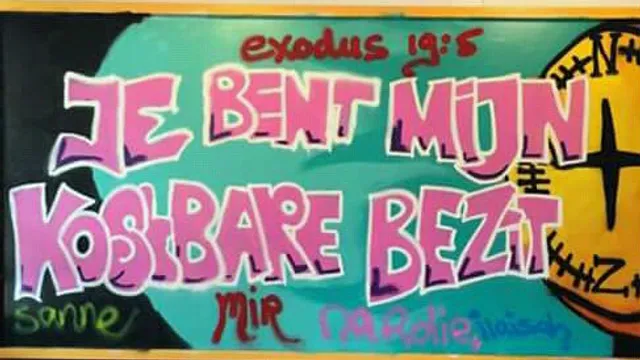 exodus 19:5
JE BENT MIJN
KOStBARE BEZiT
N
Z
sanne MIR